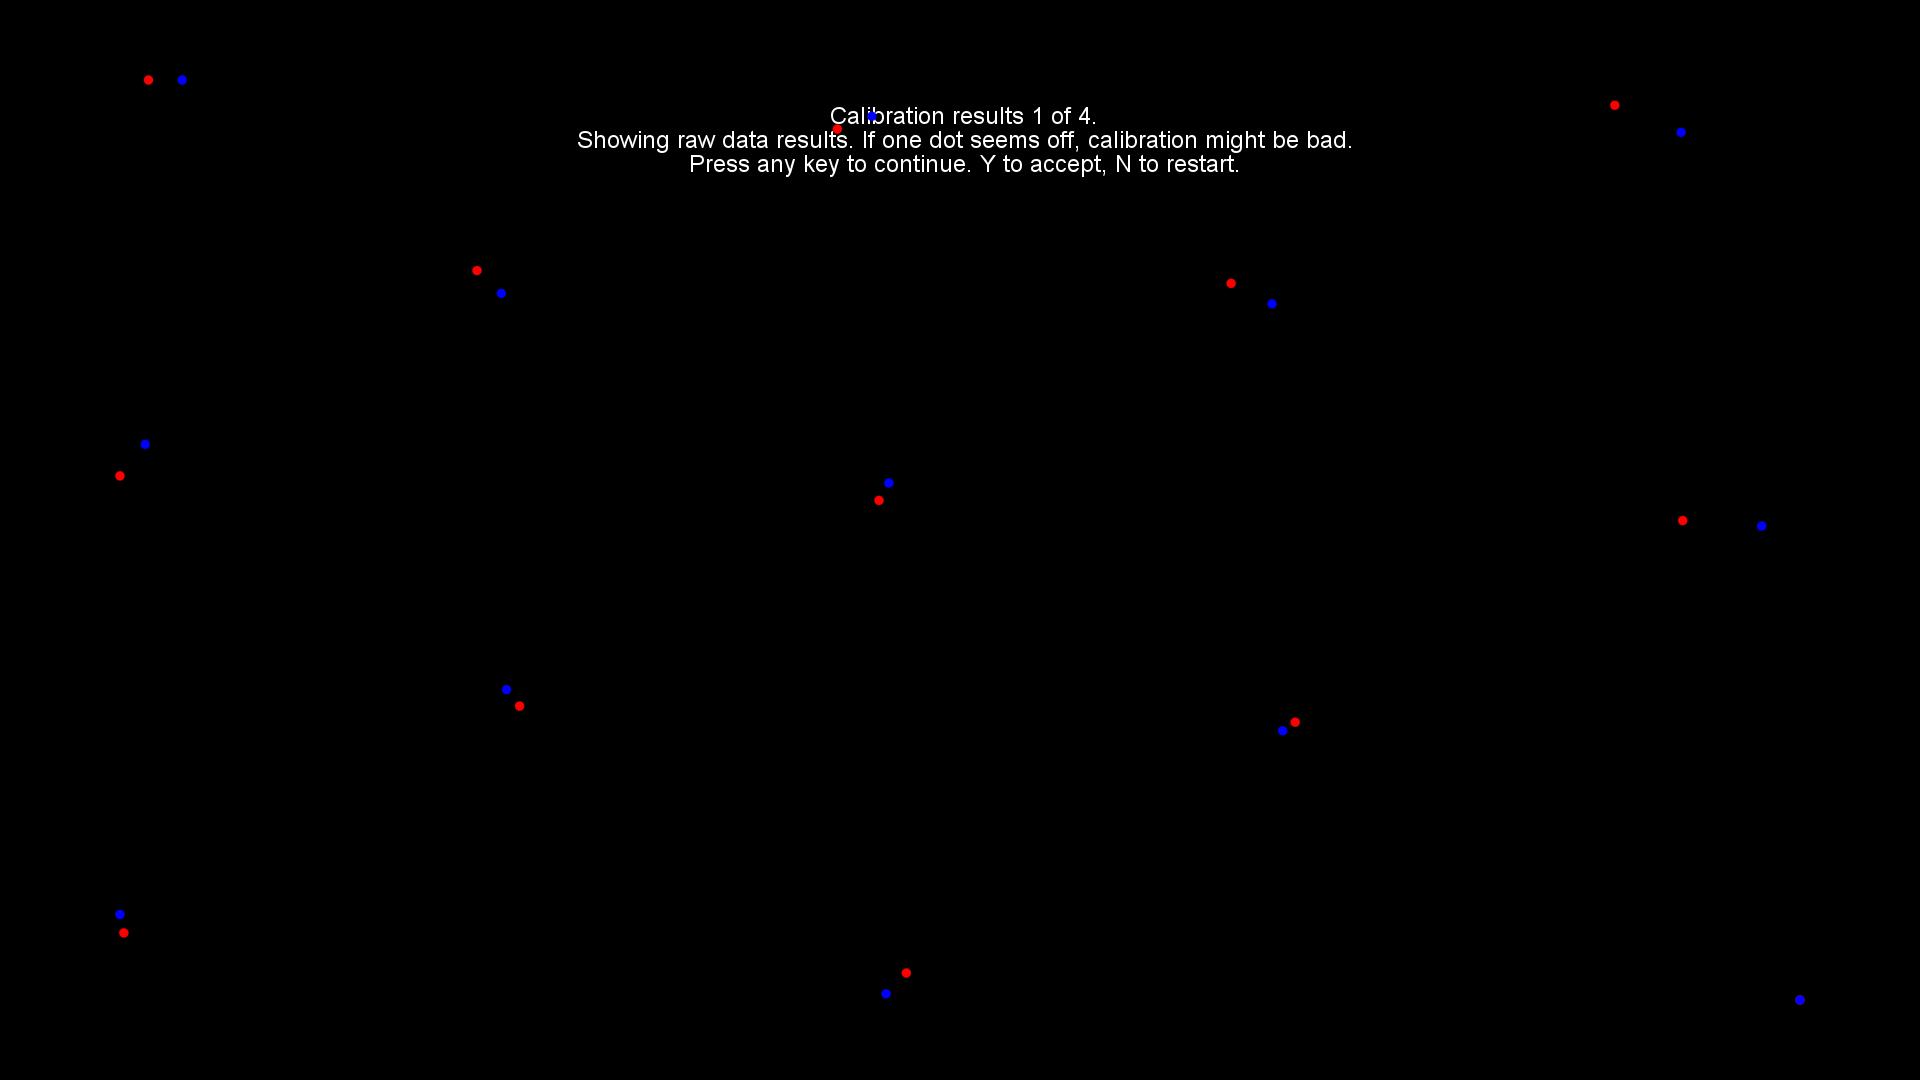 Calibration results 1 of 4.
Showing raw data results. If one dot seems off, calibration might be bad.
Press any key to continue. Y to accept, N to restart.